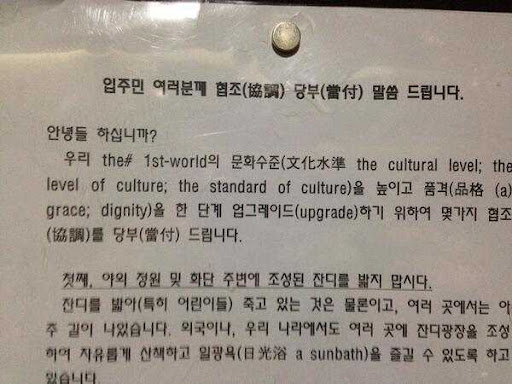 입주민 여러분께 협조(協調) 당부(當付) 말씀 드립니다.
안녕들 하십니까?
우리 the# 1st-world의 문화수준(文化水準 the cultural level; the
level of culture; the standard of culture)을 높이고 품격(品格 (a)
grace; dignity)을 한 단계 업그레이드(upgrade)하기 위하여 몇가지 협조
(協調)를 당부(當付) 드립니다.
첫째, 야외 정원 및 화단 주변에 조성된 잔디를 밟지 맙시다.
잔디를 밟아(특히 어린이들) 죽고 있는 것은 물론이고, 여러 곳에서는 아
주 길이 나있습니다. 외국이나, 우리 나라에서도 여러 곳에 잔디광장을 조성
하여 자유롭게 산책하고 일광욕(日光浴 a sunbath)을 즐길 수 있도록 하고
있습니다